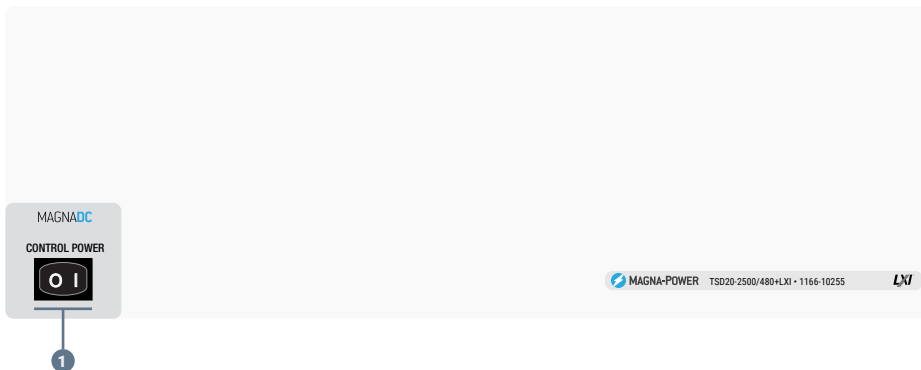 MAGNADC
CONTROL POWER
O I
MAGNA-POWER TSD20-2500/480+LXI • 1166-10255 LXI
1